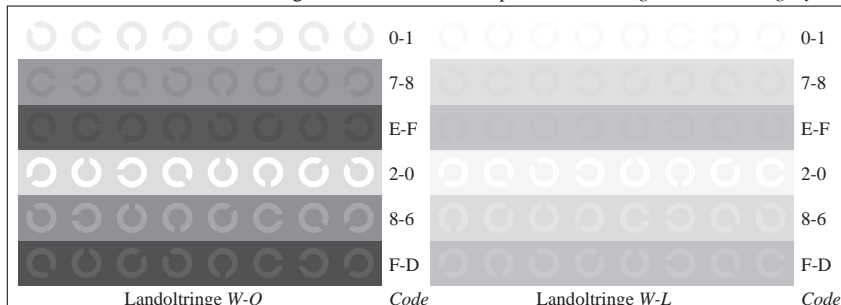 0-1 0-1
7-8 7-8
E-F E-F
2-0 2-0
8-6 8-6
F-D F-D
Landoltringe W-O Code Landoltringe W-L Code